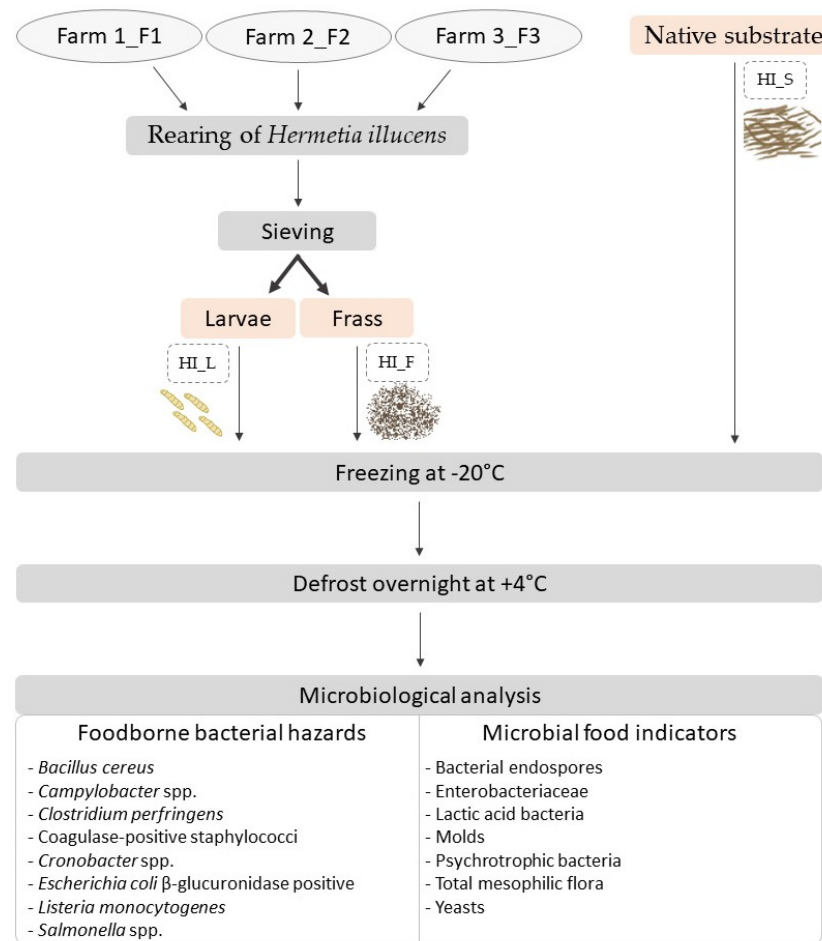 Farm 1_F1
Farm 2_F2
Farm 3_F3
Native substrate
HI_S
Rearing of Hermetia illucens
Sieving
Larvae
Frass
HI_L
HI_F
Freezing at -20°C
Defrost overnight at +4°C
Microbiological analysis
Foodborne bacterial hazards
- Bacillus cereus
- Campylobacter spp.
- Clostridium perfringens
- Coagulase-positive staphylococci
- Cronobacter spp.
- Escherichia coli β-glucuronidase positive
- Listeria monocytogenes
- Salmonella spp.
Microbial food indicators
- Bacterial endospores
- Enterobacteriaceae
- Lactic acid bacteria
- Molds
- Psychrotrophic bacteria
- Total mesophilic flora
- Yeasts